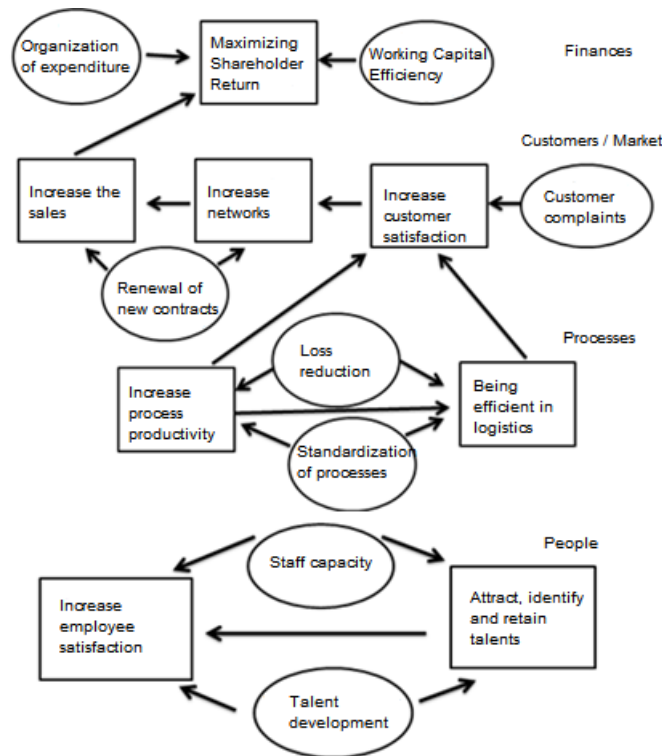 Organization
of expenditure
Maximizing
Shareholder
Return
Working Capital
Efficiency
Finances
Customers / Market
Increase the
sales
Increase
networks
Increase
customer
satisfaction
Customer
complaints
Renewal of
new contracts
Processes
Loss
reduction
Increase
process
productivity
Being
efficient in
logistics
Standardization
of processes
People
Staff capacity
Increase
employee
satisfaction
Attract, identify
and retain
talents
Talent
development